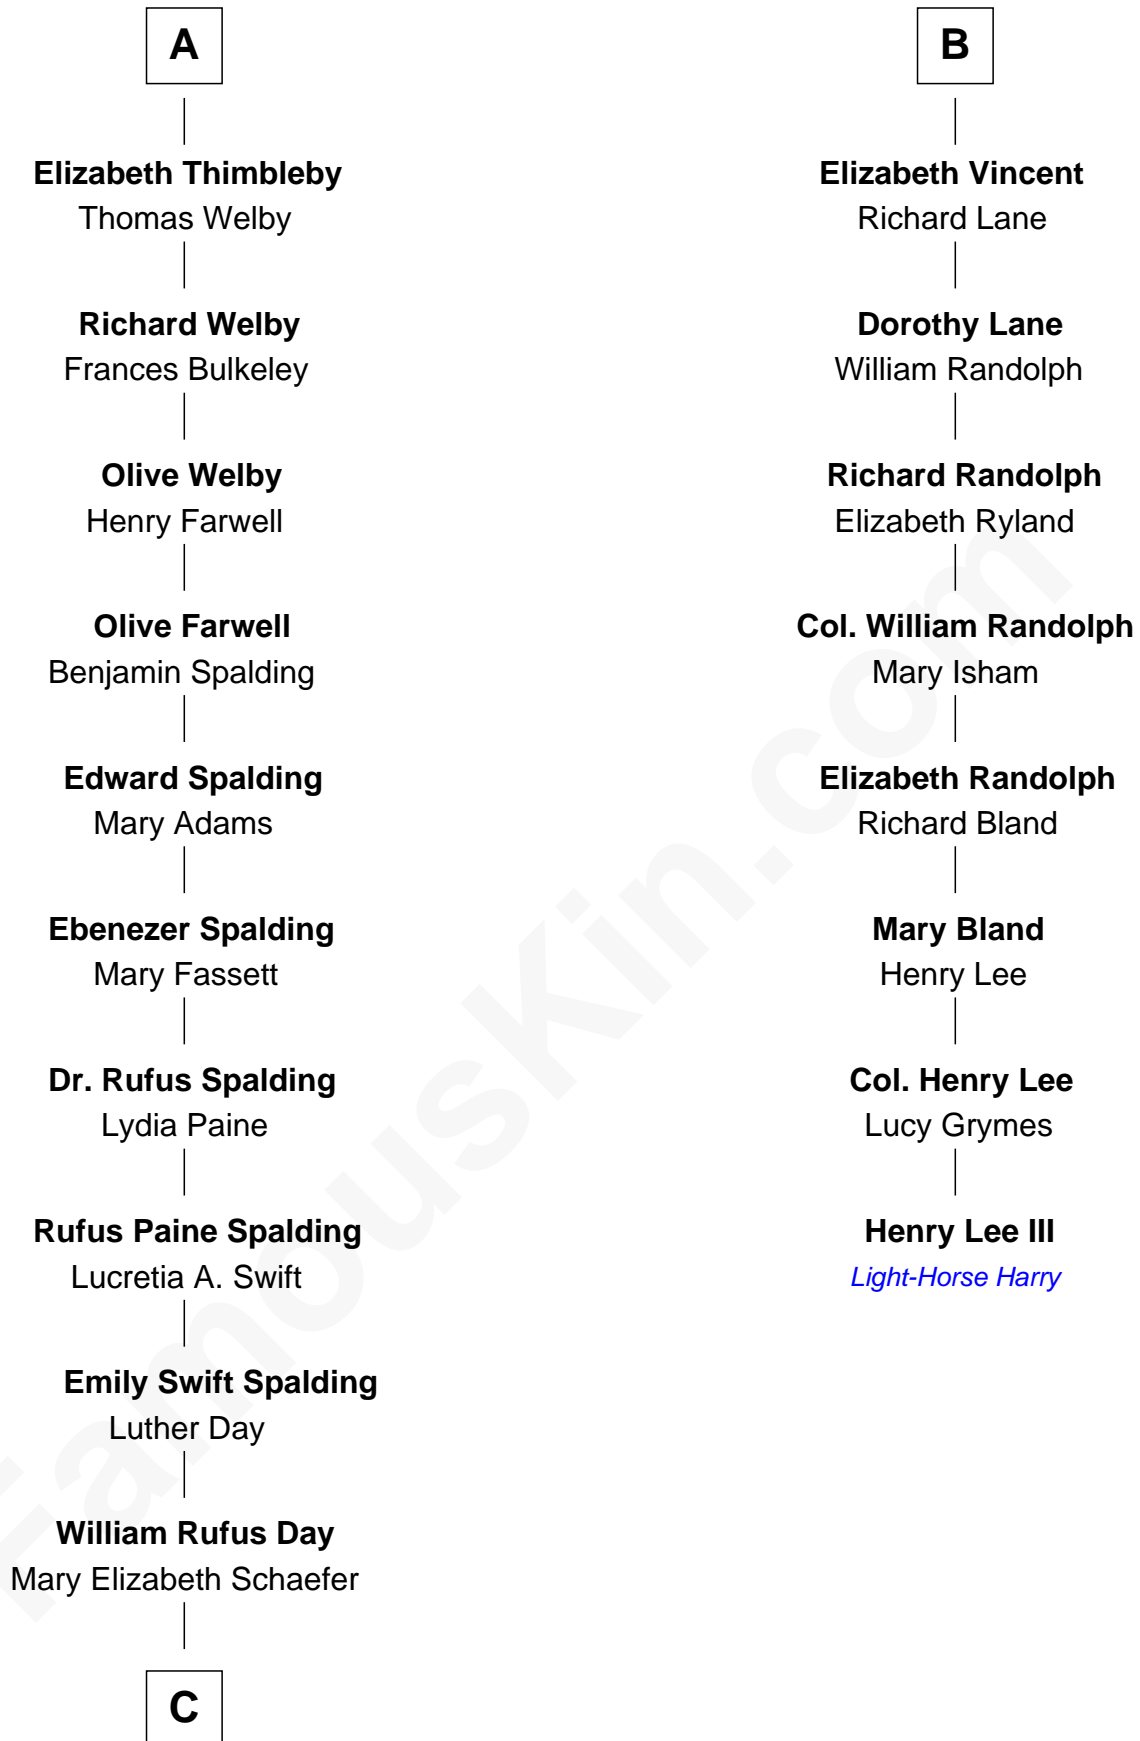 A
Elizabeth Thimbleby
Thomas Welby
Richard Welby
Frances Bulkeley
Olive Welby
Henry Farwell
Olive Farwell
Benjamin Spalding
Edward Spalding
Mary Adams
Ebenezer Spalding
Mary Fassett
Dr. Rufus Spalding
Lydia Paine
Rufus Paine Spalding
Lucretia A. Swift
Emily Swift Spalding
Luther Day
William Rufus Day
Mary Elizabeth Schaefer
C
B
Elizabeth Vincent
Richard Lane
Dorothy Lane
William Randolph
Richard Randolph
Elizabeth Ryland
Col. William Randolph
Mary Isham
Elizabeth Randolph
Richard Bland
Mary Bland
Henry Lee
Col. Henry Lee
Lucy Grymes
Henry Lee III
Light-Horse Harry
FamousKin.com